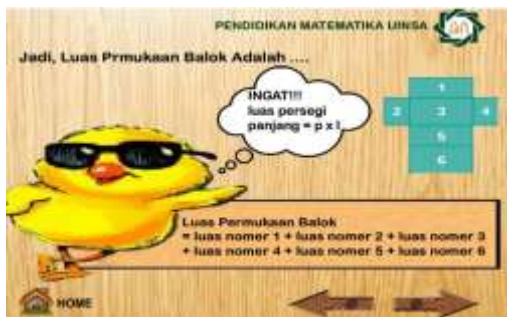 PENDIDIKAN MATEMATIKA UINSA
Jadi, Luas Prmukaan Balok Adalah ....
INGAT!!!
luas persegi
panjang = p x l
1
2 3 4
5
6
Luas Permukaan Balok
= luas nomer 1 + luas nomer 2 + luas nomer 3
+ luas nomer 4 + luas nomer 5 + luas nomer 6
HOME